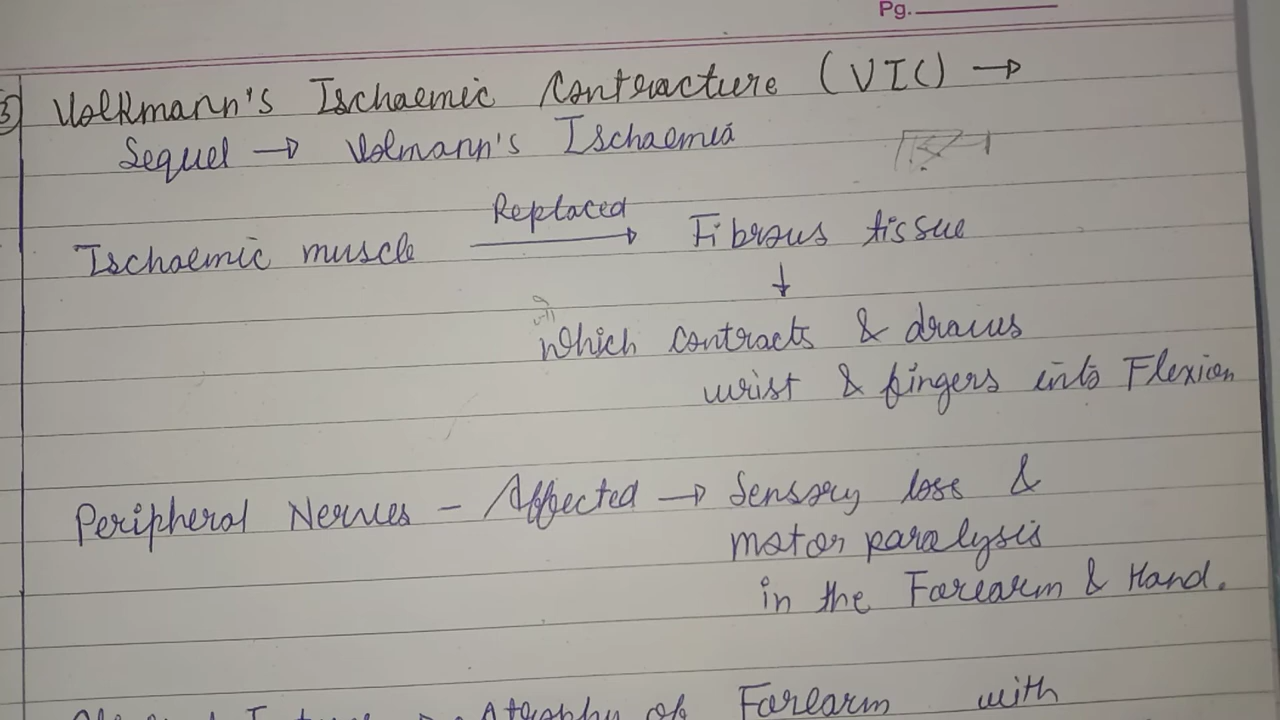 Pg.
5) Volkmann's Ischaemic Contracture (VIC) →
Sequel → Volmann's Ischaemia
Ischaemic muscle Replaced → Fibrous tissue
↓
which contracts & draws
wrist & fingers into Flexion
Peripheral Nerves - Affected → Sensory loss &
motor paralysis
in the Forearm & Hand.
Atrophy of Forearm with